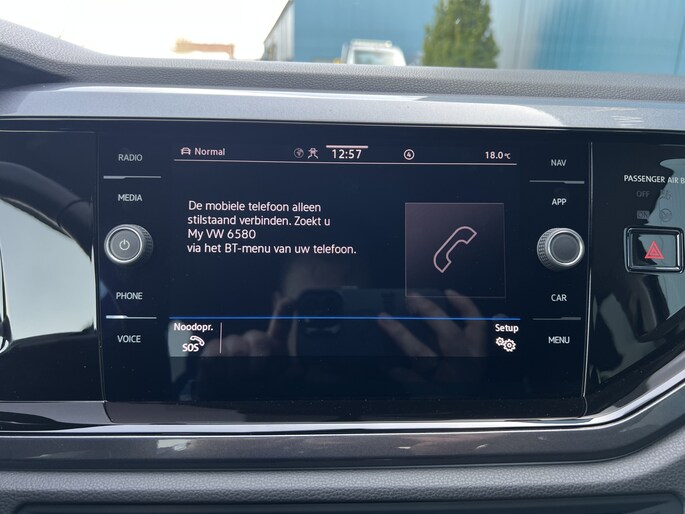 RADIO
MEDIA
PHONE
VOICE
Normal
12:57
4
18.0°C
De mobiele telefoon alleen
stilstaand verbinden. Zoekt u
My VW 6580
via het BT-menu van uw telefoon.
Noodopr.
SOS
Setup
NAV
APP
CAR
MENU
PASSENGER AIR B
OFF